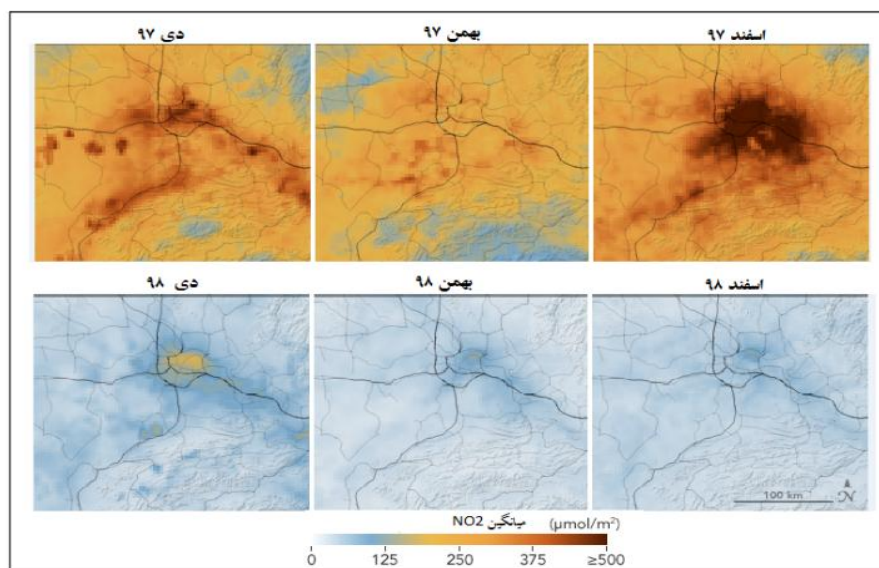 دی ۹۷
بهمن ۹۷
اسفند ۹۷
دی ۹۸
بهمن ۹۸
اسفند ۹۸
100 km
N
میانگین NO2 (μmol/m²)
0 125 250 375 ≥500